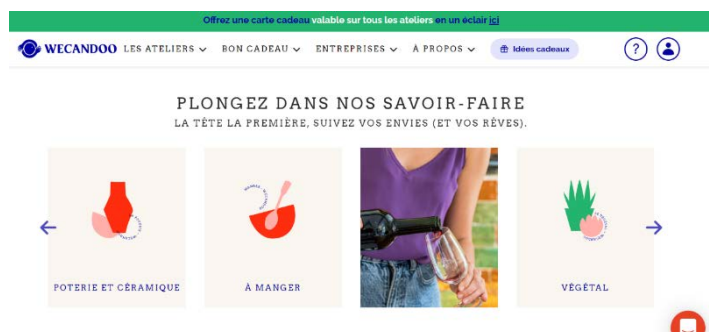 Offrez une carte cadeau valable sur tous les ateliers en un éclair ici
WECANDOO LES ATELIERS BON CADEAU ENTREPRISES À PROPOS Idées cadeaux ?
PLONGEZ DANS NOS SAVOIR-FAIRE
LA TÊTE LA PREMIÈRE, SUIVEZ VOS ENVIES (ET VOS RÊVES).
POTERIE ET CÉRAMIQUE À MANGER VÉGÉTAL